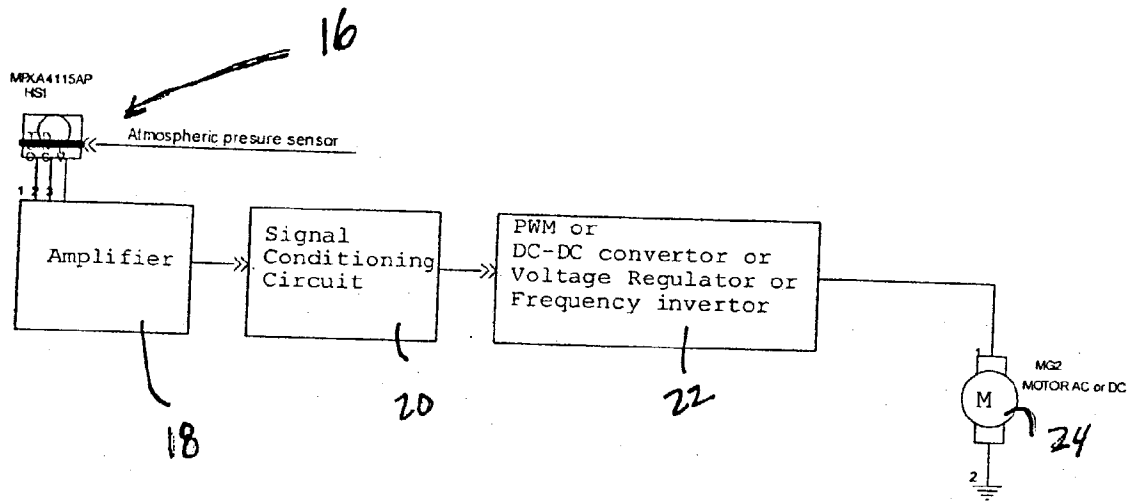 16
MPXA4115AP
HS1
Atmospheric presure sensor
1 2 3
Amplifier
Signal
Conditioning
Circuit
PWM or
DC-DC convertor or
Voltage Regulator or
Frequency invertor
18
20
22
1
MG2
MOTOR AC or DC
M
24
2